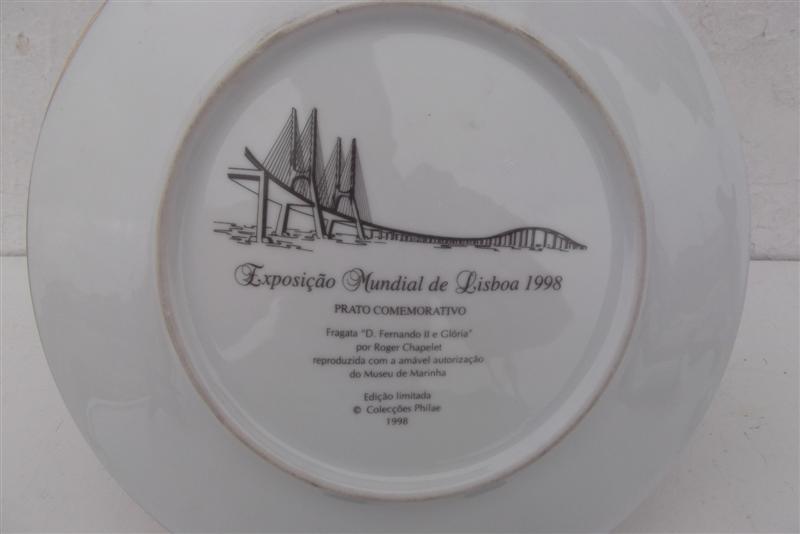 Exposição Mundial de Lisboa 1998
PRATO COMEMORATIVO
Fragata "D. Fernando II e Glória"
por Roger Chapelet
reproduzida com a amável autorização
do Museu de Marinha
Edição limitada
© Colecções Philae
1998